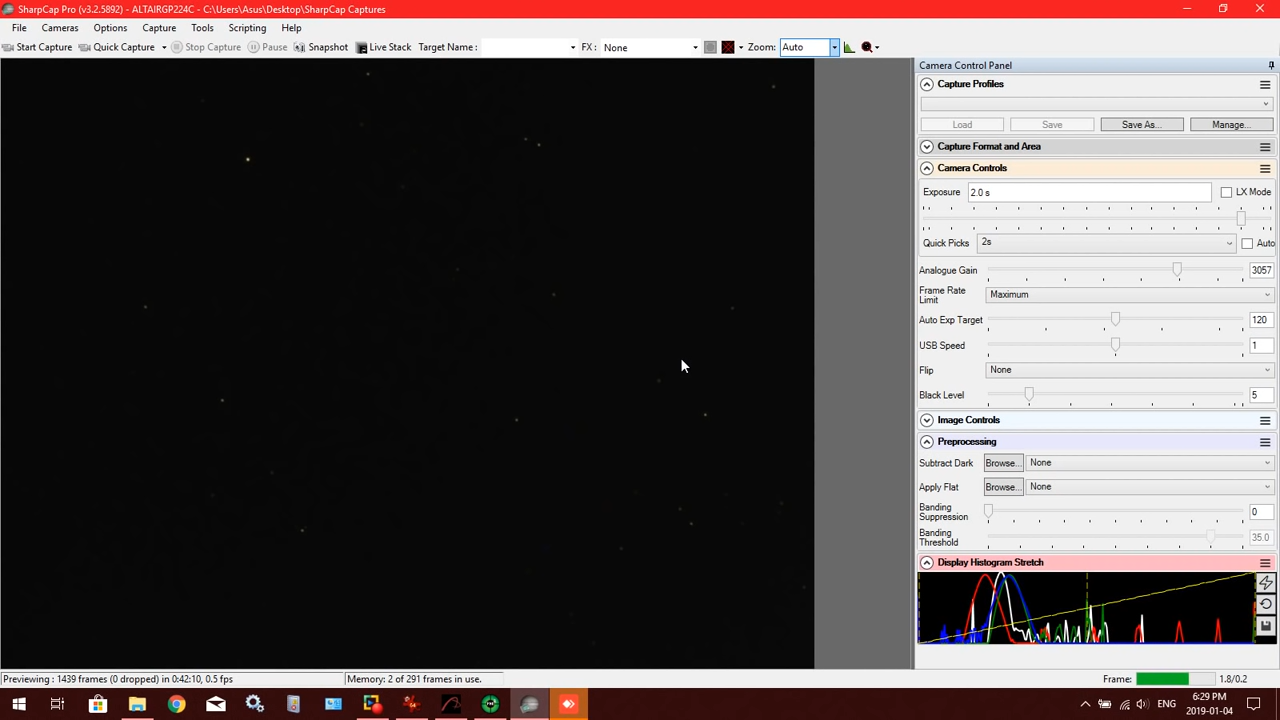 SharpCap Pro (v3.2.5892) - ALTAIRGP224C - C:\Users\Asus\Desktop\SharpCap Captures
File Cameras Options Capture Tools Scripting Help
Start Capture Quick Capture Stop Capture Pause Snapshot Live Stack Target Name : FX : None Zoom: Auto
Camera Control Panel
Capture Profiles
Load Save Save As... Manage...
Capture Format and Area
Camera Controls
Exposure 2.0 s LX Mode
Quick Picks 2s Auto
Analogue Gain 3057
Frame Rate
Limit Maximum
Auto Exp Target 120
USB Speed 1
Flip None
Black Level 5
Image Controls
Preprocessing
Subtract Dark Browse... None
Apply Flat Browse... None
Banding
Suppression 0
Banding
Threshold 35.0
Display Histogram Stretch
Previewing : 1439 frames (0 dropped) in 0:42:10, 0.5 fps Memory: 2 of 291 frames in use. Frame: 1.8/0.2
ENG 6:29 PM
2019-01-04